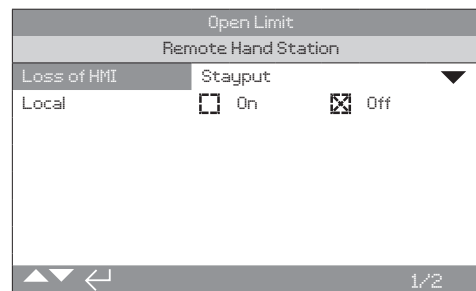 Open Limit
Remote Hand Station
Loss of HMI Stayput
Local On Off
1/2